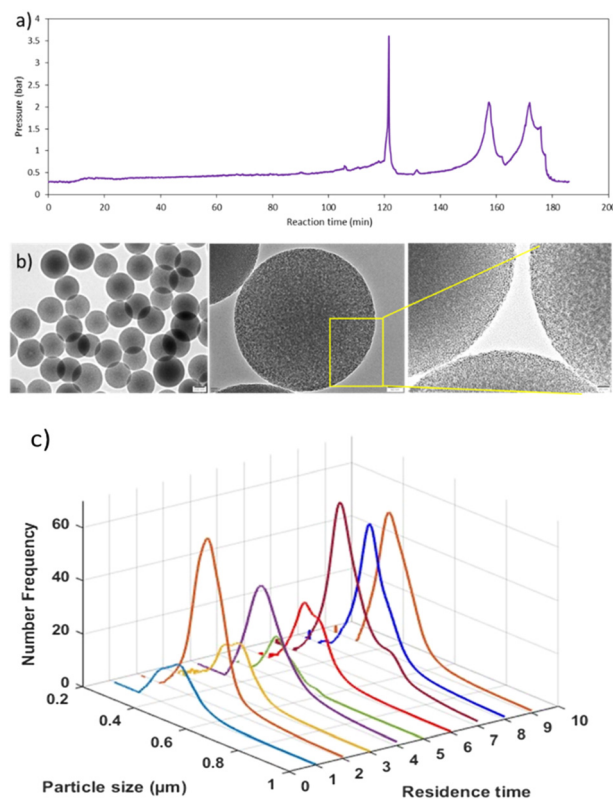 a)
4
3.5
3
2.5
2
1.5
1
0.5
0
Pressure (bar)
0 20 40 60 80 100 120 140 160 180 200
Reaction time (min)
b)
c)
Number Frequency
60
40
20
0
0.2
0.4
0.6
0.8
1
Particle size (µm)
0 1 2 3 4 5 6 7 8 9 10
Residence time